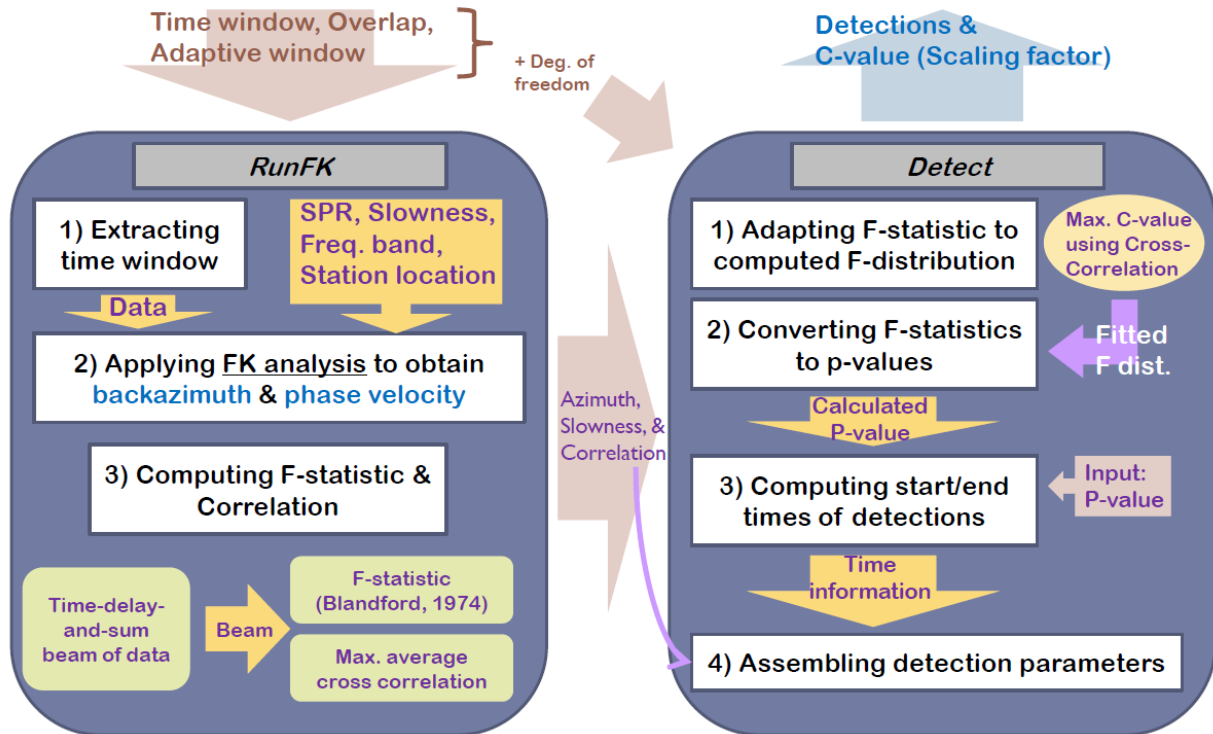 Time window, Overlap,
Adaptive window
+ Deg. of
freedom
Detections &
C-value (Scaling factor)
RunFK
1) Extracting
time window
SPR, Slowness,
Freq. band,
Station location
Data
2) Applying FK analysis to obtain
backazimuth & phase velocity
3) Computing F-statistic &
Correlation
Time-delay-
and-sum
beam of data
Beam
F-statistic
(Blandford, 1974)
Max. average
cross correlation
Azimuth,
Slowness, &
Correlation
Detect
1) Adapting F-statistic to
computed F-distribution
Max. C-value
using Cross-
Correlation
2) Converting F-statistics
to p-values
Fitted
F dist.
Calculated
P-value
3) Computing start/end
times of detections
Input:
P-value
Time
information
4) Assembling detection parameters